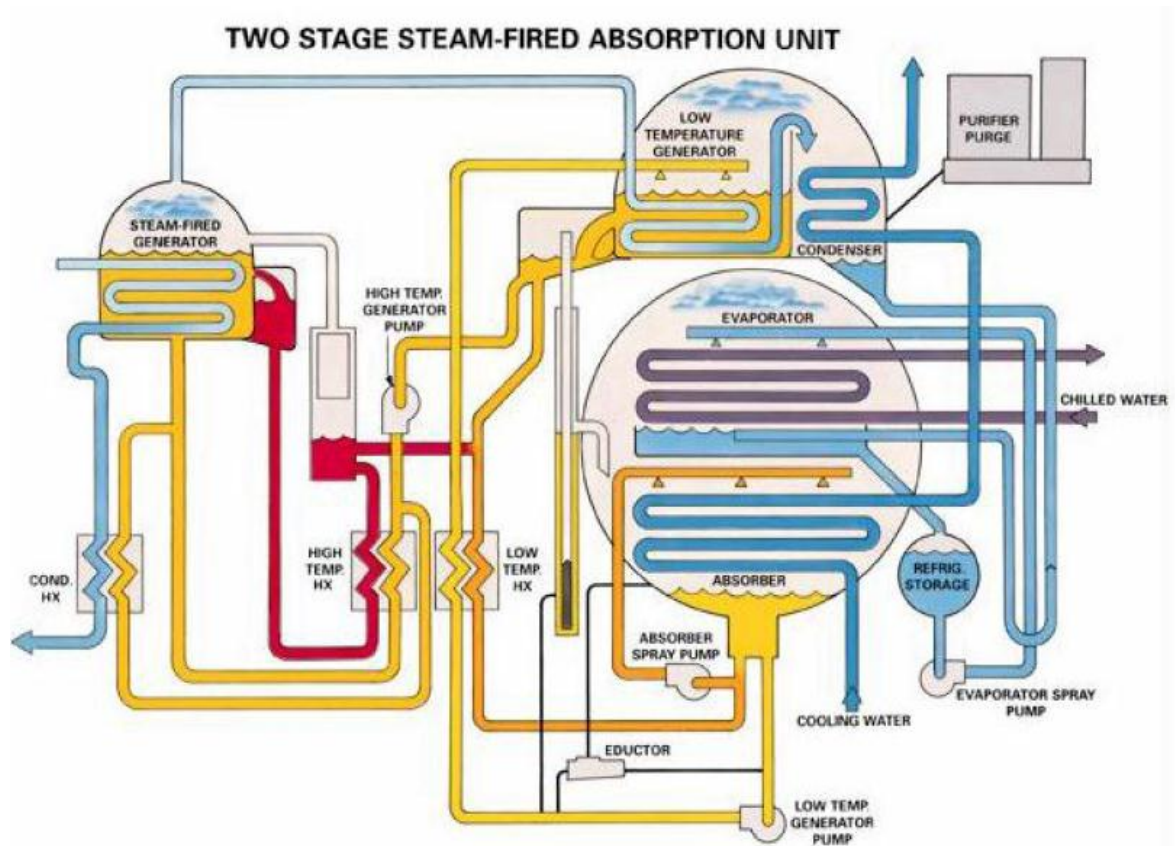 TWO STAGE STEAM-FIRED ABSORPTION UNIT
LOW
TEMPERATURE
GENERATOR
PURIFIER
PURGE
STEAM-FIRED
GENERATOR
CONDENSER
HIGH TEMP.
GENERATOR
PUMP
EVAPORATOR
CHILLED WATER
COND.
HX
HIGH
TEMP.
HX
LOW
TEMP.
HX
ABSORBER
REFRIG.
STORAGE
ABSORBER
SPRAY PUMP
EVAPORATOR SPRAY
PUMP
COOLING WATER
EDUCTOR
LOW TEMP.
GENERATOR
PUMP